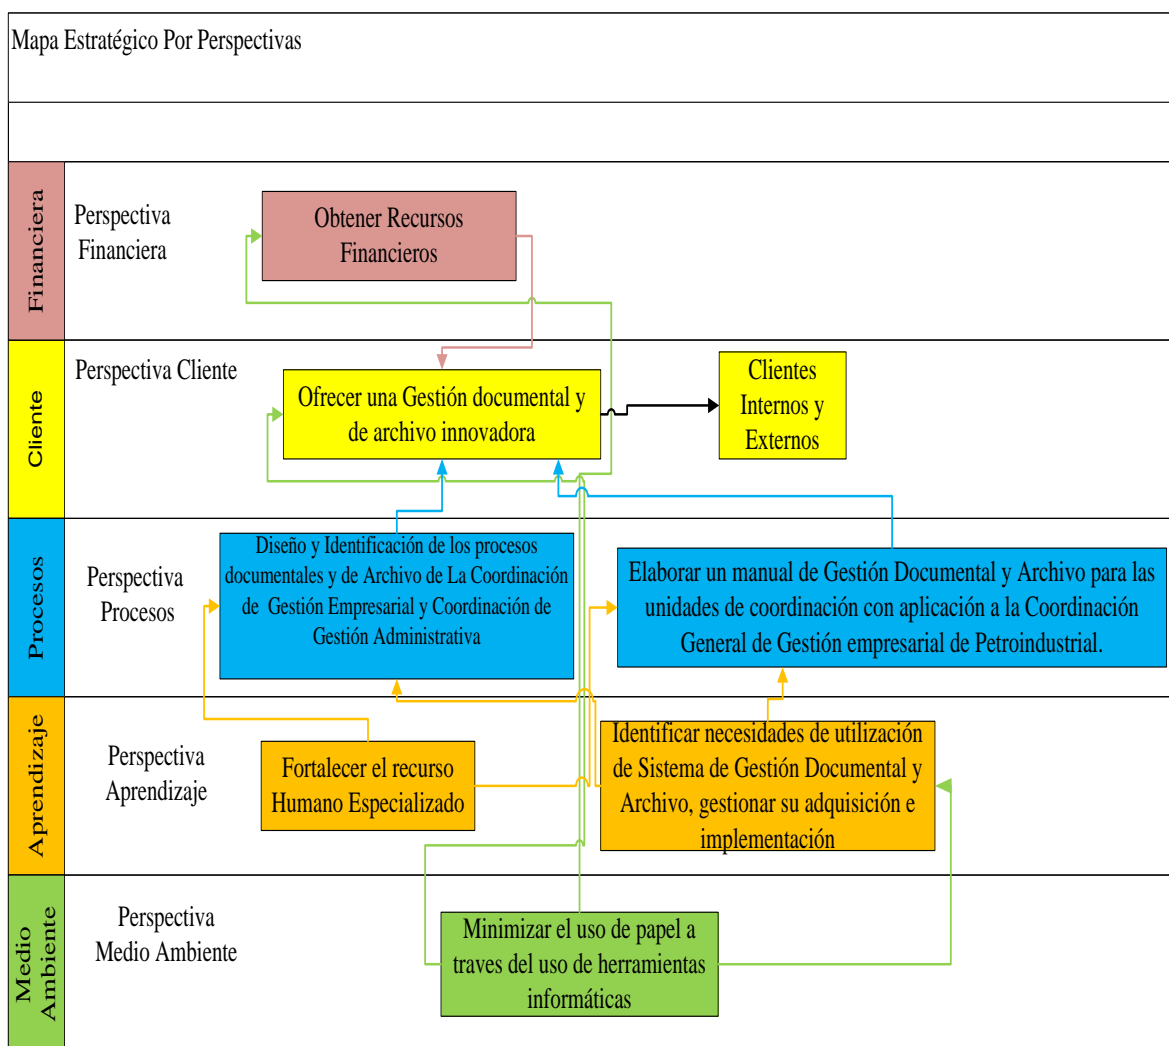 Mapa Estratégico Por Perspectivas
Financiera
Perspectiva
Financiera
Obtener Recursos
Financieros
Cliente
Perspectiva Cliente
Ofrecer una Gestión documental y
de archivo innovadora
Clientes
Internos y
Externos
Procesos
Perspectiva
Procesos
Diseño y Identificación de los procesos
documentales y de Archivo de La Coordinación
de Gestión Empresarial y Coordinación de
Gestión Administrativa
Elaborar un manual de Gestión Documental y Archivo para las
unidades de coordinación con aplicación a la Coordinación
General de Gestión empresarial de Petroindustrial.
Aprendizaje
Perspectiva
Aprendizaje
Fortalecer el recurso
Humano Especializado
Identificar necesidades de utilización
de Sistema de Gestión Documental y
Archivo, gestionar su adquisición e
implementación
Medio
Ambiente
Perspectiva
Medio Ambiente
Minimizar el uso de papel a
traves del uso de herramientas
informáticas